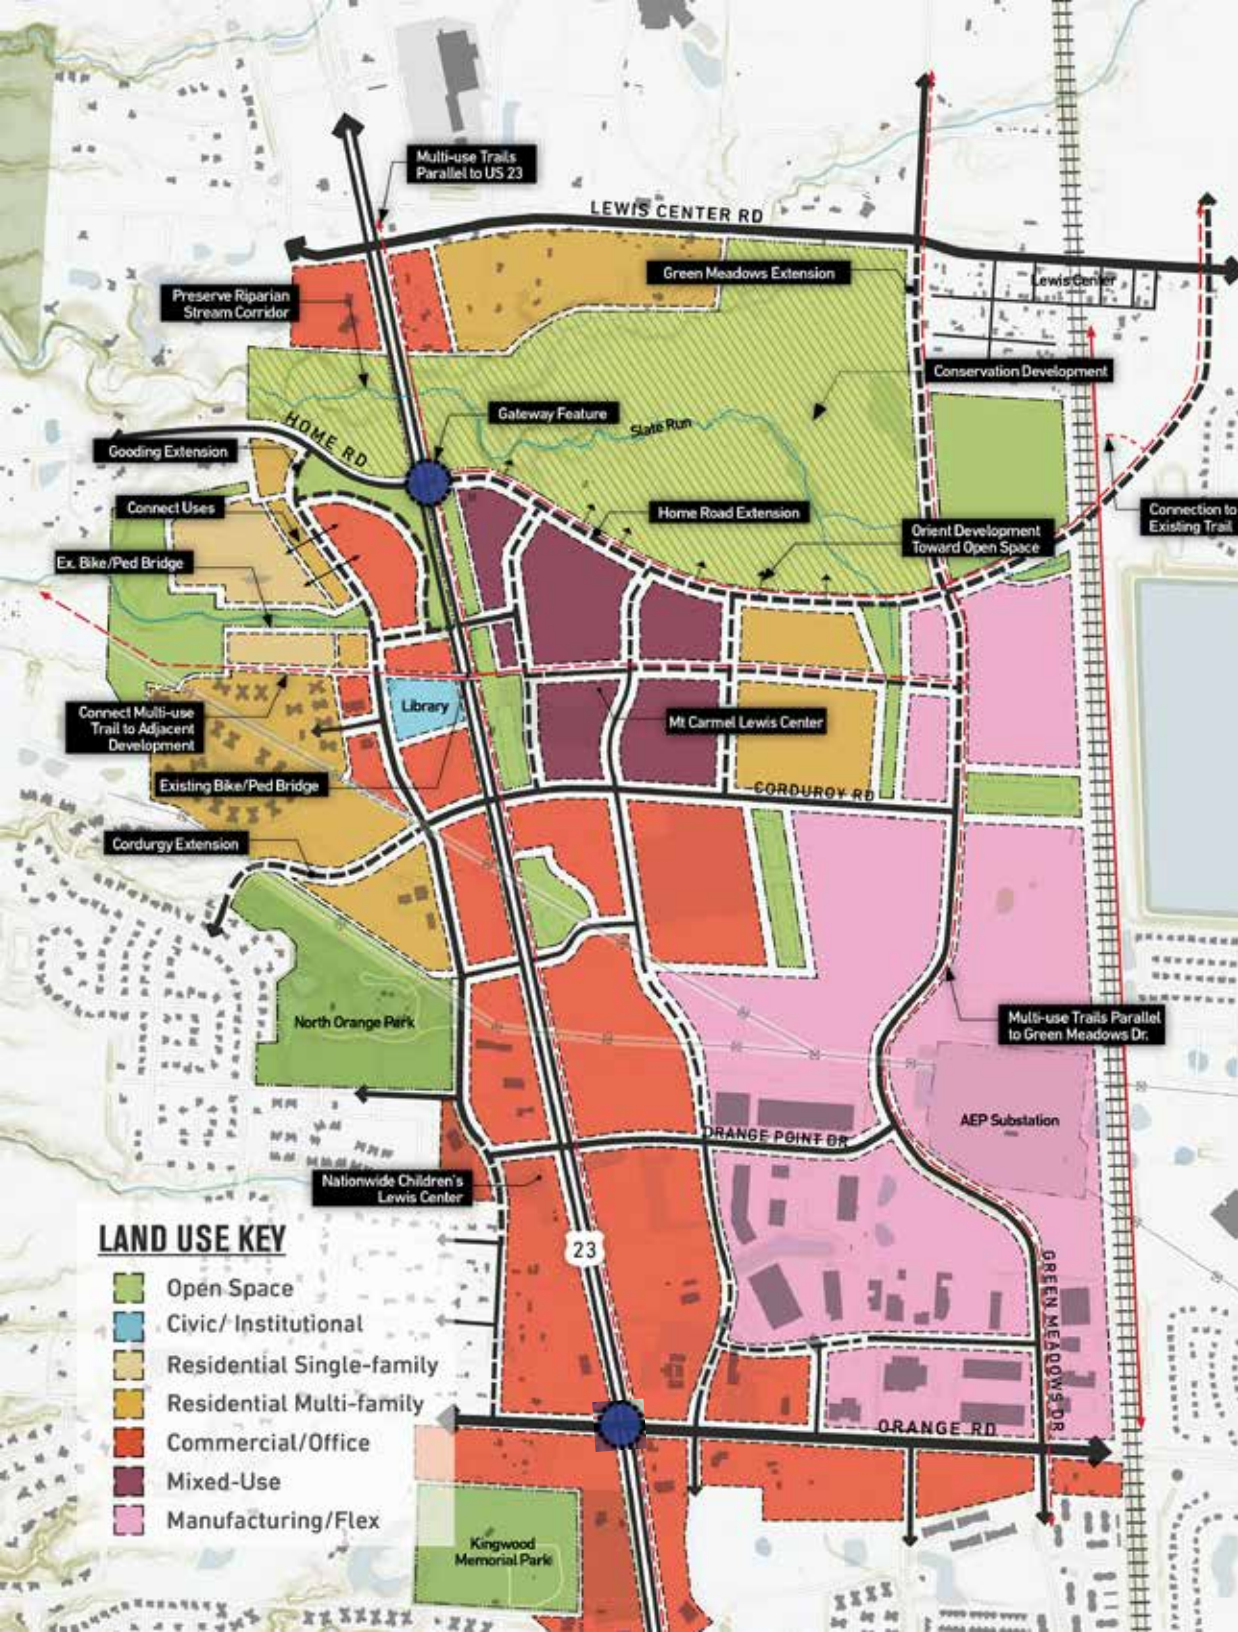 Multi-use Trails
Parallel to US 23
LEWIS CENTER RD
Green Meadows Extension
Lewis Center
Preserve Riparian
Stream Corridor
Conservation Development
Gateway Feature
Slate Run
HOME RD
Gooding Extension
Connect Uses
Home Road Extension
Connection to
Existing Trail
Orient Development
Toward Open Space
Ex. Bike/Ped Bridge
Library
Connect Multi-use
Trail to Adjacent
Development
Mt Carmel Lewis Center
Existing Bike/Ped Bridge
CORDUROY RD
Cordurgy Extension
North Orange Park
Multi-use Trails Parallel
to Green Meadows Dr.
AEP Substation
ORANGE POINT DR
Nationwide Children's
Lewis Center
23
GREEN MEADOWS DR
LAND USE KEY
Open Space
Civic/ Institutional
Residential Single-family
Residential Multi-family
Commercial/Office
Mixed-Use
Manufacturing/Flex
ORANGE RD
Kingwood
Memorial Park